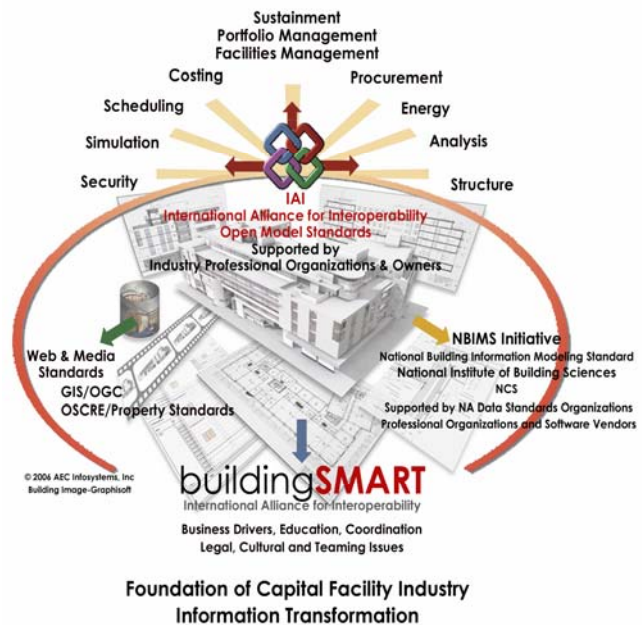 Sustainment
Portfolio Management
Facilities Management
Costing
Procurement
Scheduling
Energy
Simulation
Analysis
Security
Structure
IAI
International Alliance for Interoperability
Open Model Standards
Supported by
Industry Professional Organizations & Owners
Web & Media
Standards
GIS/OGC
OSCRE/Property Standards
NBIMS Initiative
National Building Information Modeling Standard
National Institute of Building Sciences
NCS
Supported by NA Data Standards Organizations
Professional Organizations and Software Vendors
© 2006 AEC Infosystems, Inc
Building Image-Graphisoft
buildingSMART
International Alliance for Interoperability
Business Drivers, Education, Coordination
Legal, Cultural and Teaming Issues
Foundation of Capital Facility Industry
Information Transformation